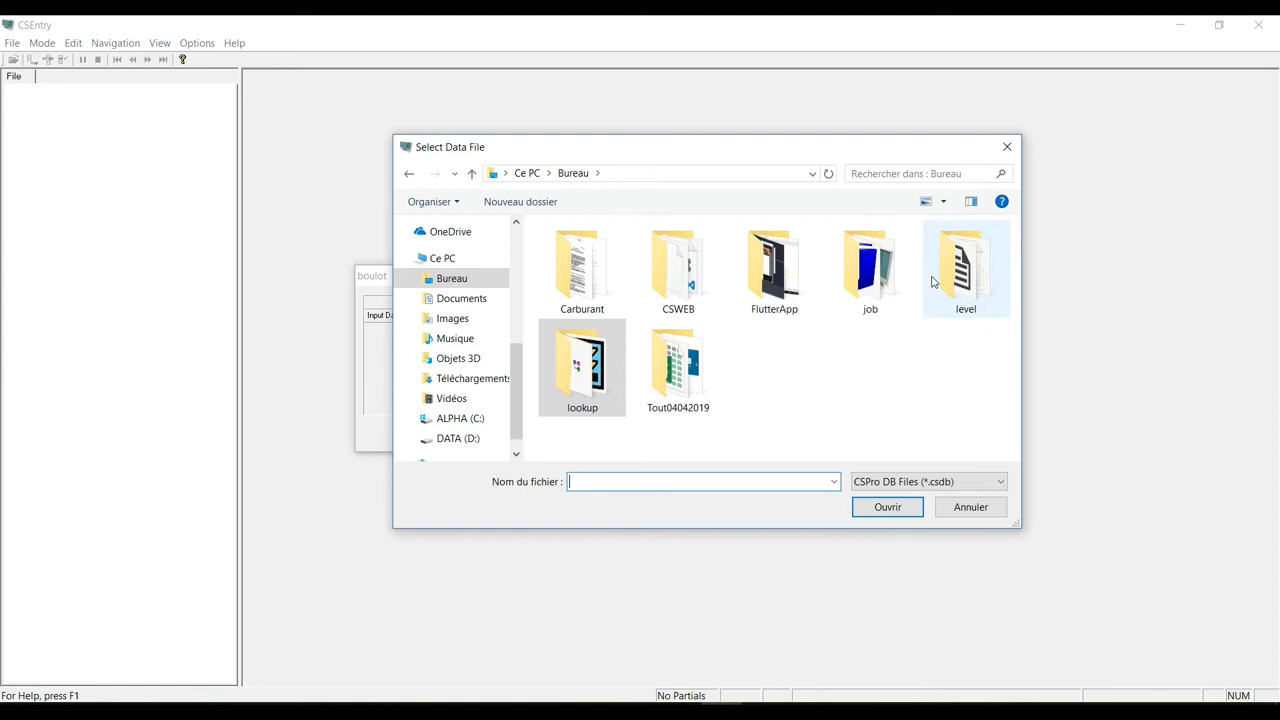 CSEntry
File Mode Edit Navigation View Options Help
File
Select Data File
Ce PC Bureau
Rechercher dans : Bureau
Organiser Nouveau dossier
OneDrive
Ce PC
Bureau
Documents
Images
Musique
Objets 3D
Téléchargements
Vidéos
ALPHA (C:)
DATA (D:)
Carburant CSWEB FlutterApp job level
lookup Tout04042019
boulot
Input
Nom du fichier : CSPro DB Files (*.csdb)
Ouvrir Annuler
For Help, press F1 No Partials NUM